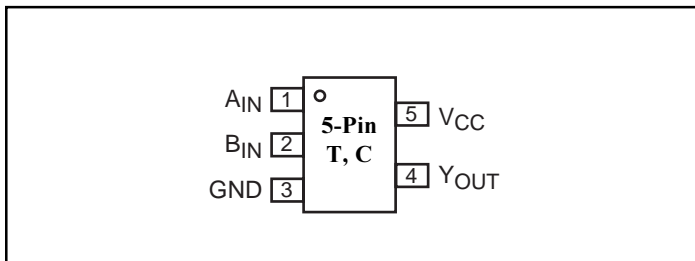 A_IN 1
B_IN 2
GND 3
5-Pin
T, C
5 V_CC
4 Y_OUT